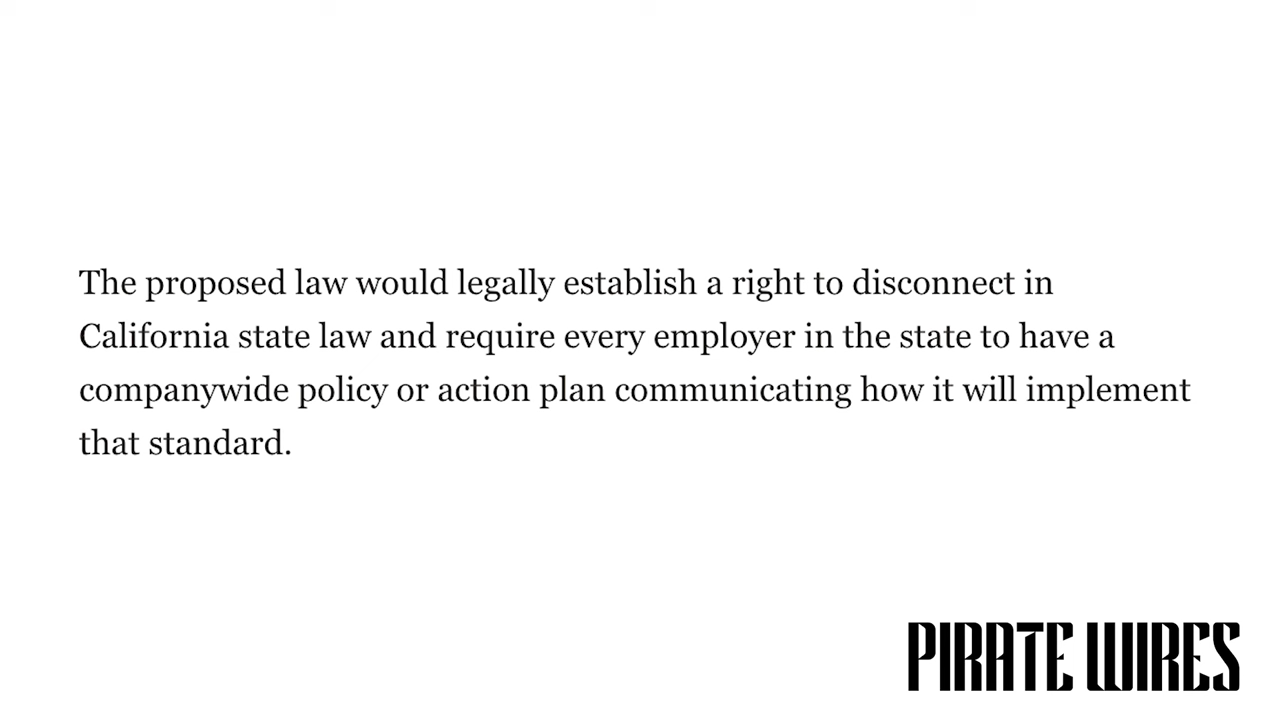 The proposed law would legally establish a right to disconnect in
California state law and require every employer in the state to have a
companywide policy or action plan communicating how it will implement
that standard.
PIRATE WIRES